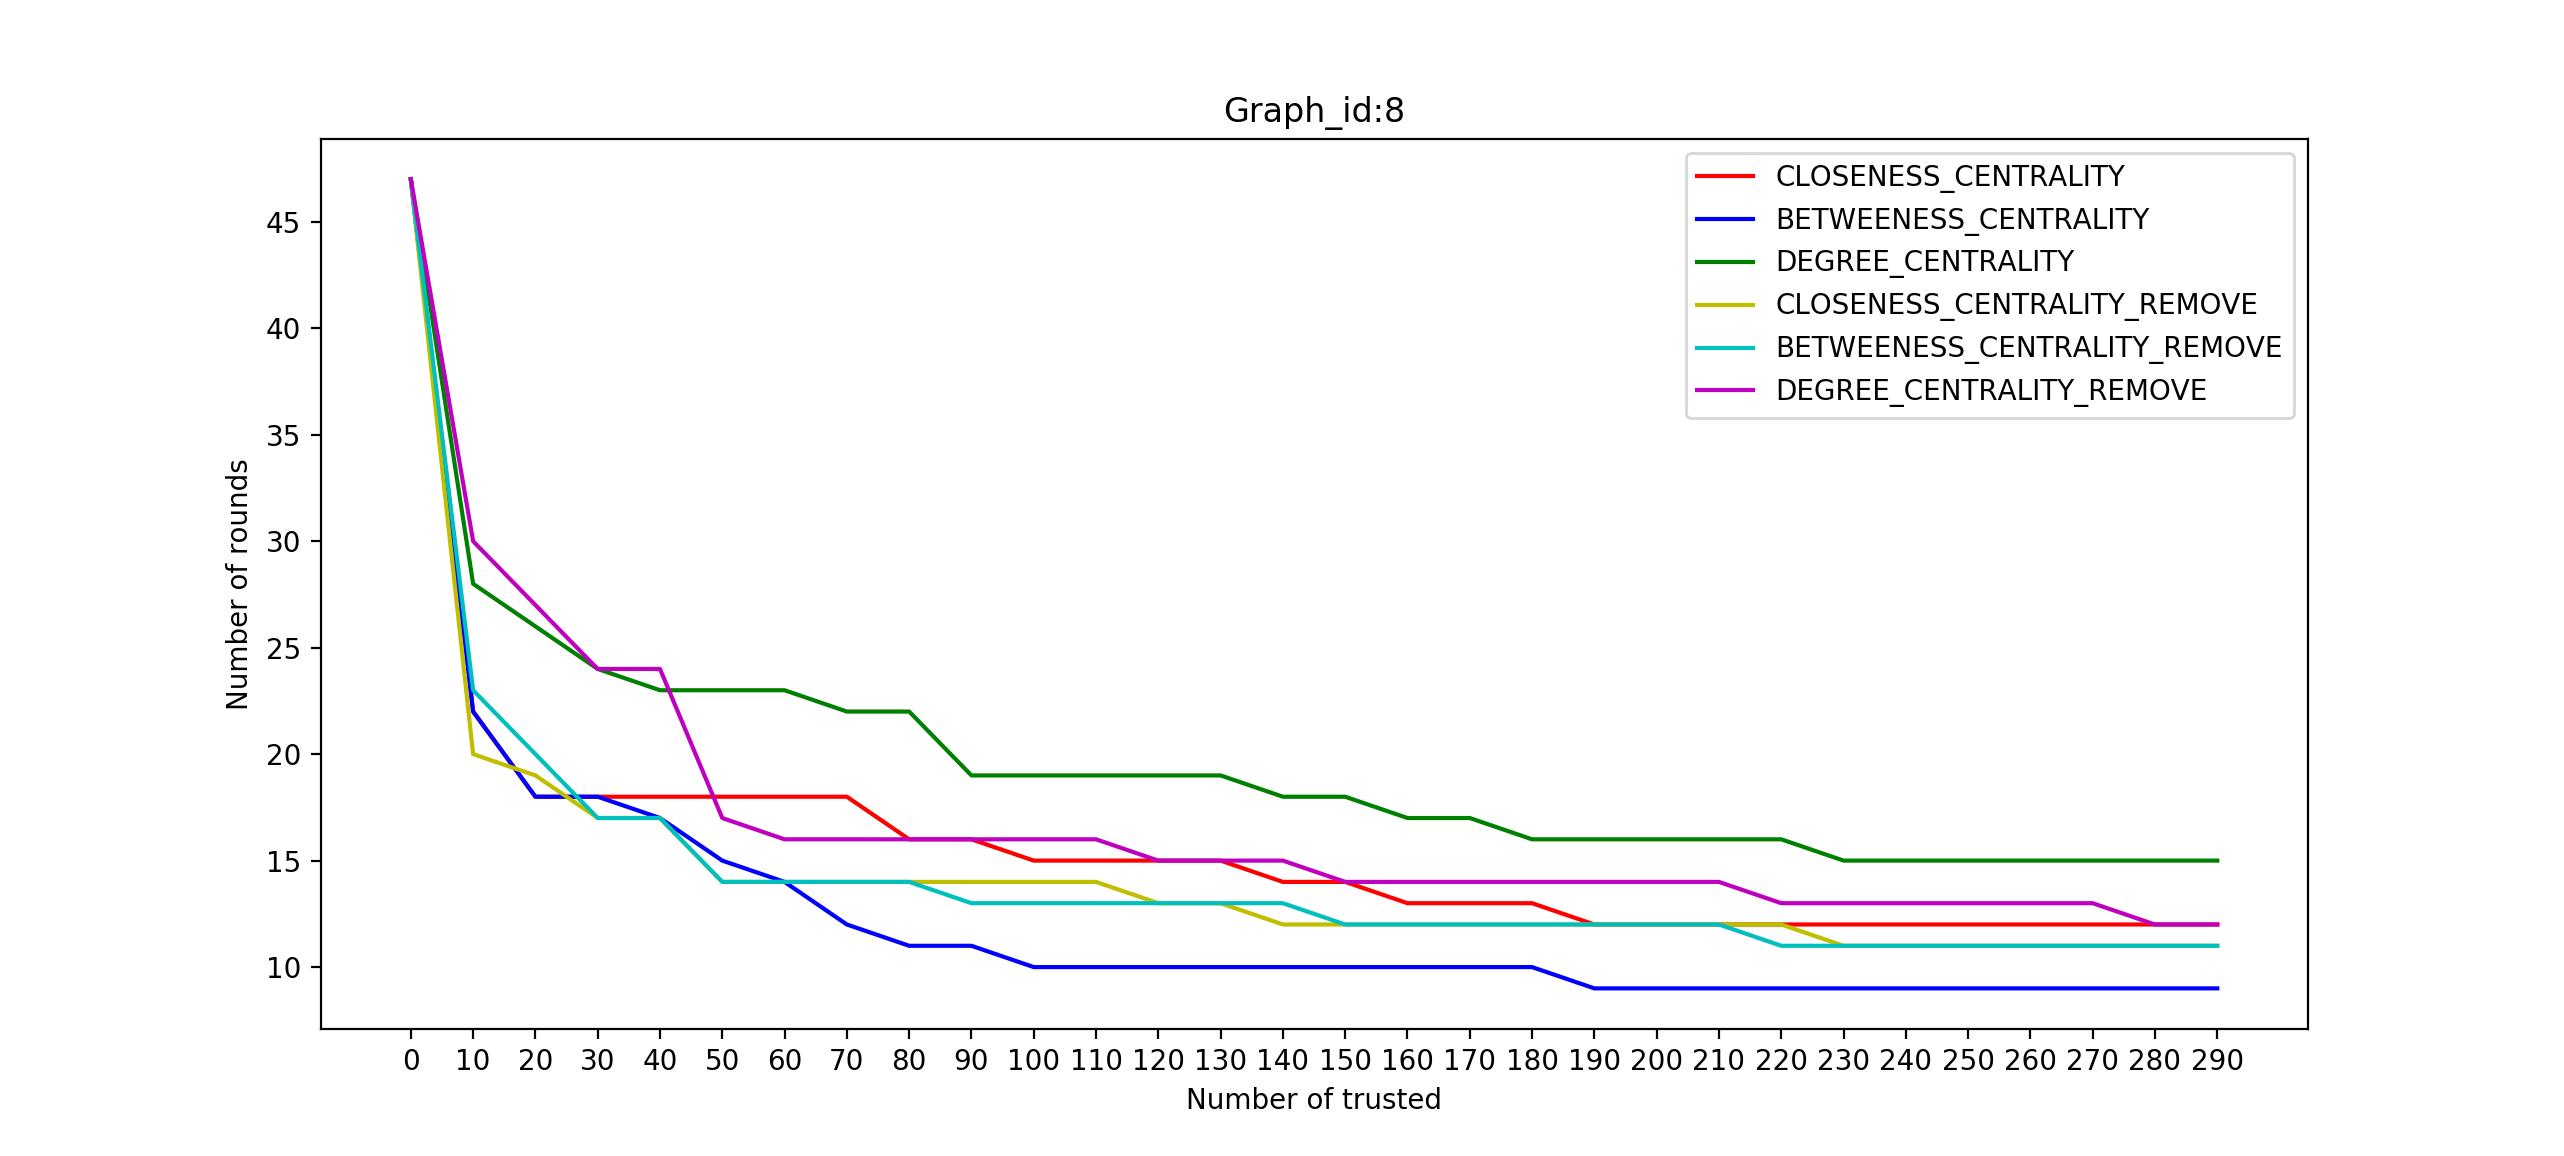 Graph_id:8
CLOSENESS_CENTRALITY
BETWEENESS_CENTRALITY
DEGREE_CENTRALITY
CLOSENESS_CENTRALITY_REMOVE
BETWEENESS_CENTRALITY_REMOVE
DEGREE_CENTRALITY_REMOVE
Number of rounds
45
40
35
30
25
20
15
10
0 10 20 30 40 50 60 70 80 90 100 110 120 130 140 150 160 170 180 190 200 210 220 230 240 250 260 270 280 290
Number of trusted